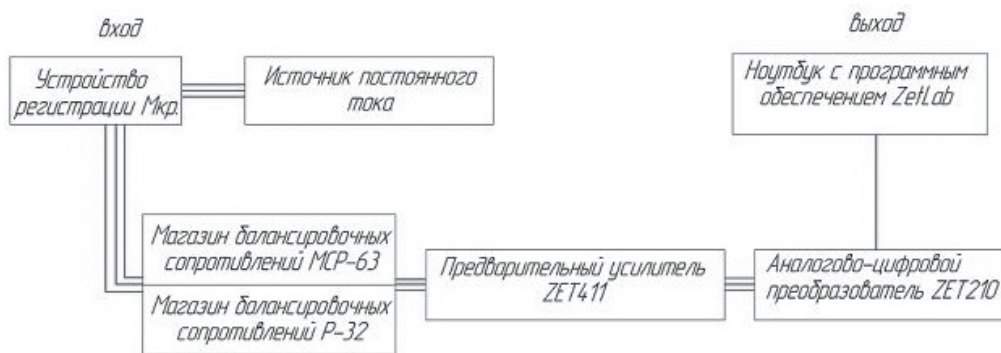 вход
выход
Устройство
регистрации Мкр.
Источник постоянного
тока
Ноутбук с программным
обеспечением ZetLab
Магазин балансировочных
сопротивлений МСР-63
Магазин балансировочных
сопротивлений Р-32
Предварительный усилитель
ZET411
Аналогово-цифровой
преобразователь ZET210